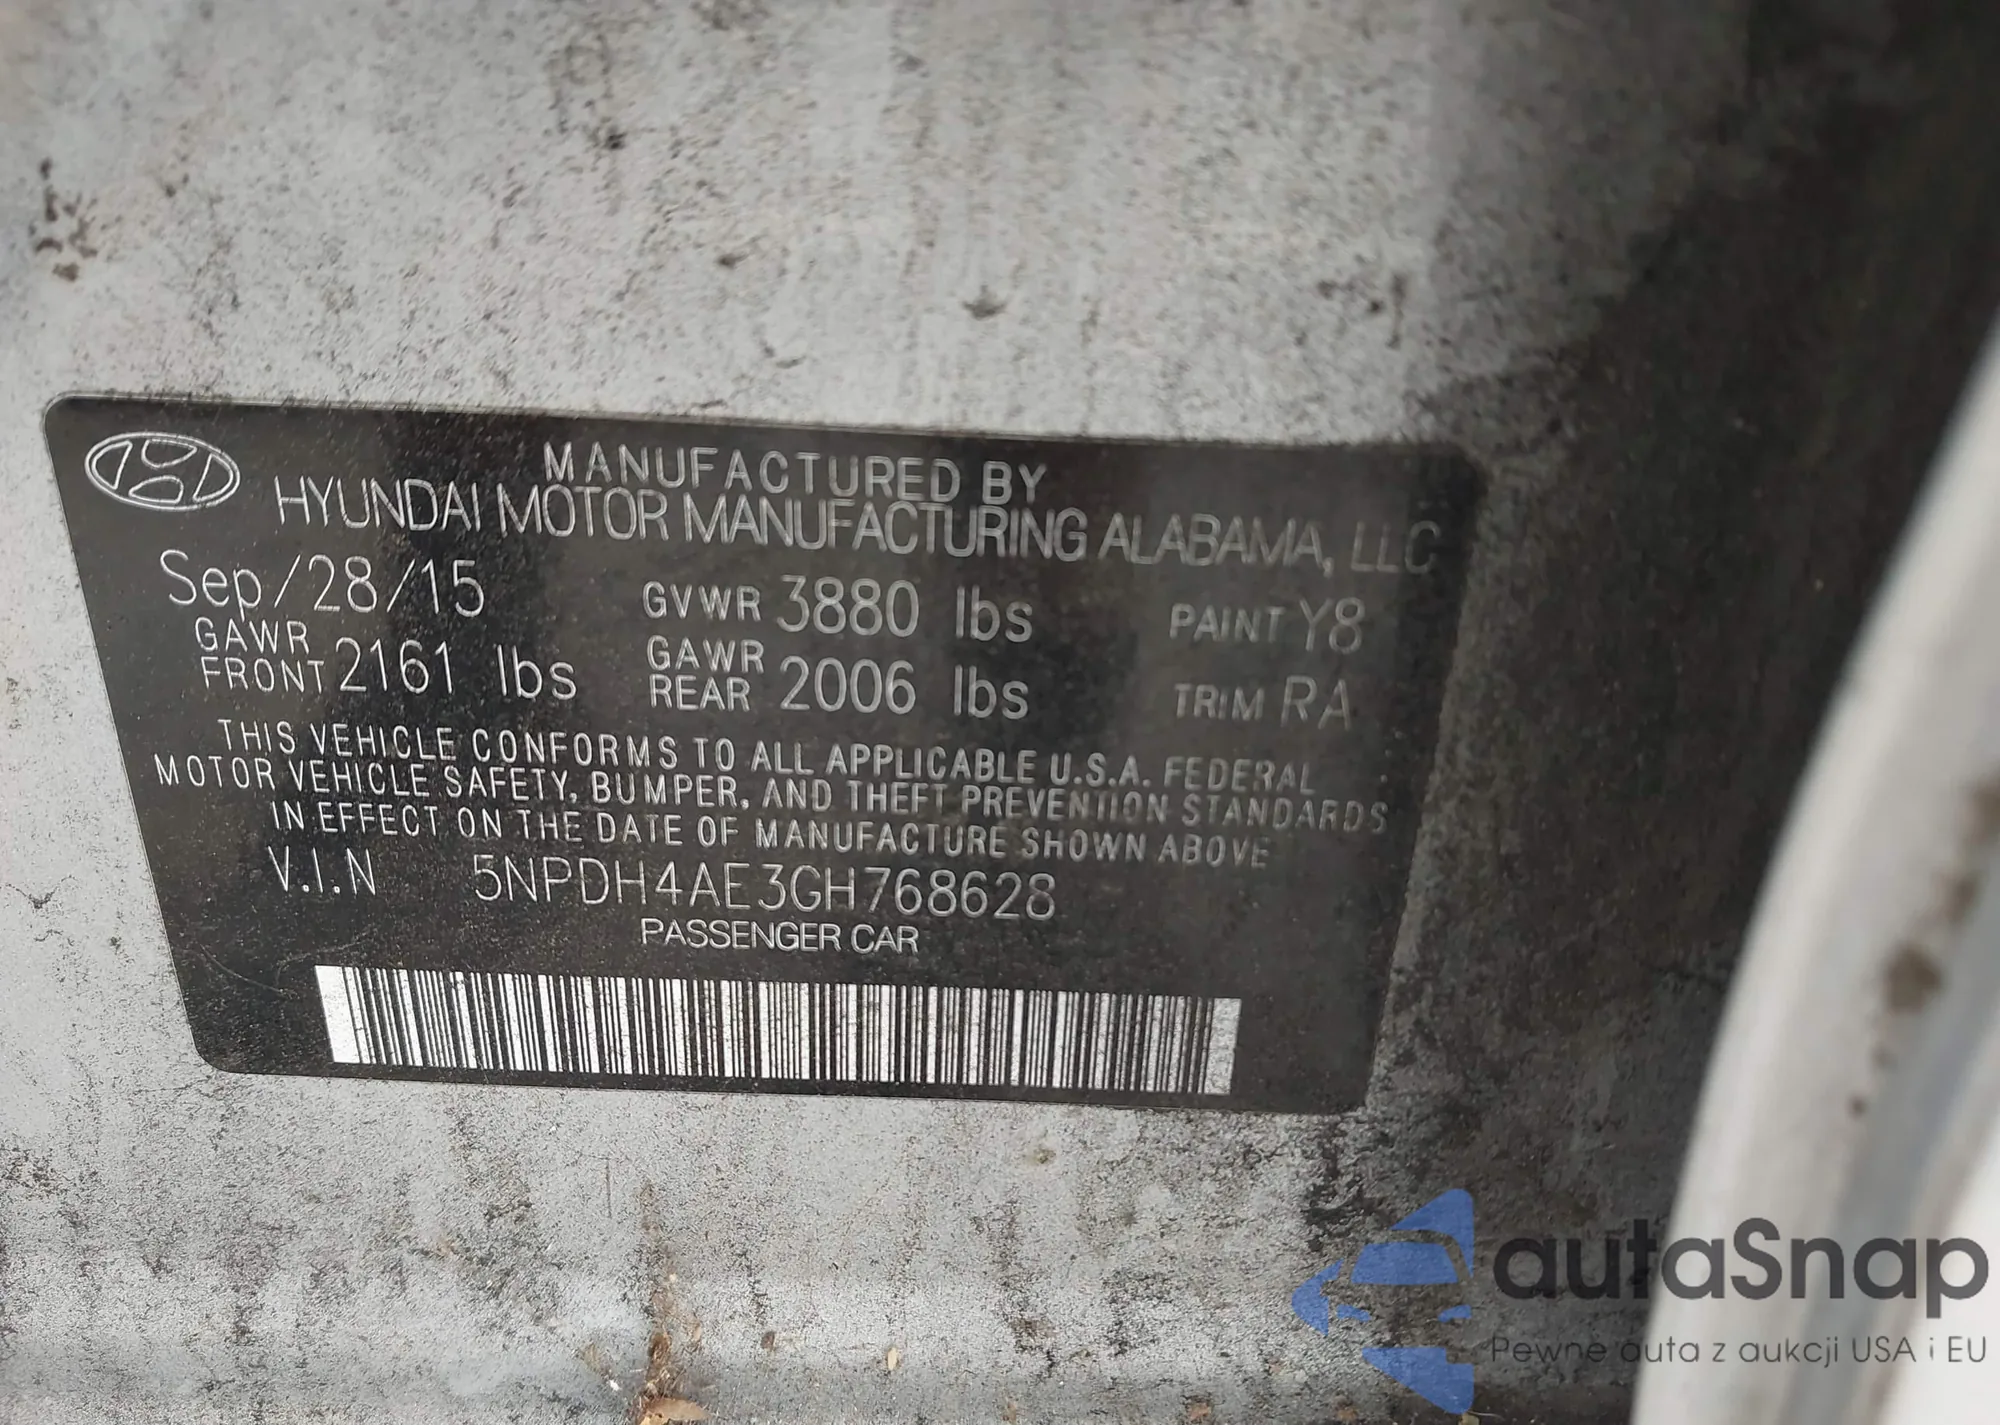 MANUFACTURED BY
HYUNDAI MOTOR MANUFACTURING ALABAMA, LLC
Sep/28/15 GVWR 3880 lbs PAINT Y8
GAWR FRONT 2161 lbs GAWR REAR 2006 lbs TRIM RA
THIS VEHICLE CONFORMS TO ALL APPLICABLE U.S.A. FEDERAL
MOTOR VEHICLE SAFETY, BUMPER, AND THEFT PREVENTION STANDARDS
IN EFFECT ON THE DATE OF MANUFACTURE SHOWN ABOVE
V.I.N 5NPDH4AE3GH768628
PASSENGER CAR
autaSnap
Pewne auta z aukcji USA i EU